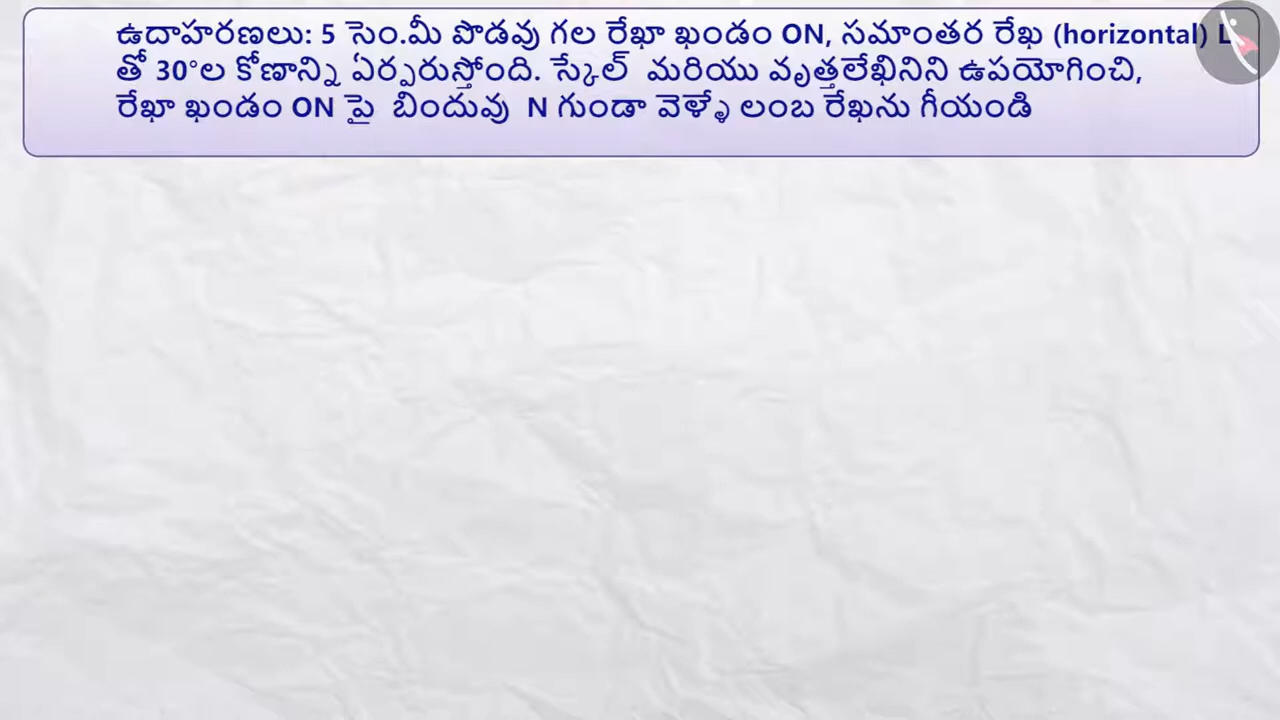 ఉదాహరణలు: 5 సెం.మీ పొడవు గల రేఖా ఖండం ON, సమాంతర రేఖ (horizontal) L
తో 30°ల కోణాన్ని ఏర్పరుస్తోంది. స్కేల్ మరియు వృత్తలేఖినిని ఉపయోగించి,
రేఖా ఖండం ON పై బిందువు N గుండా వెళ్ళే లంబ రేఖను గీయండి